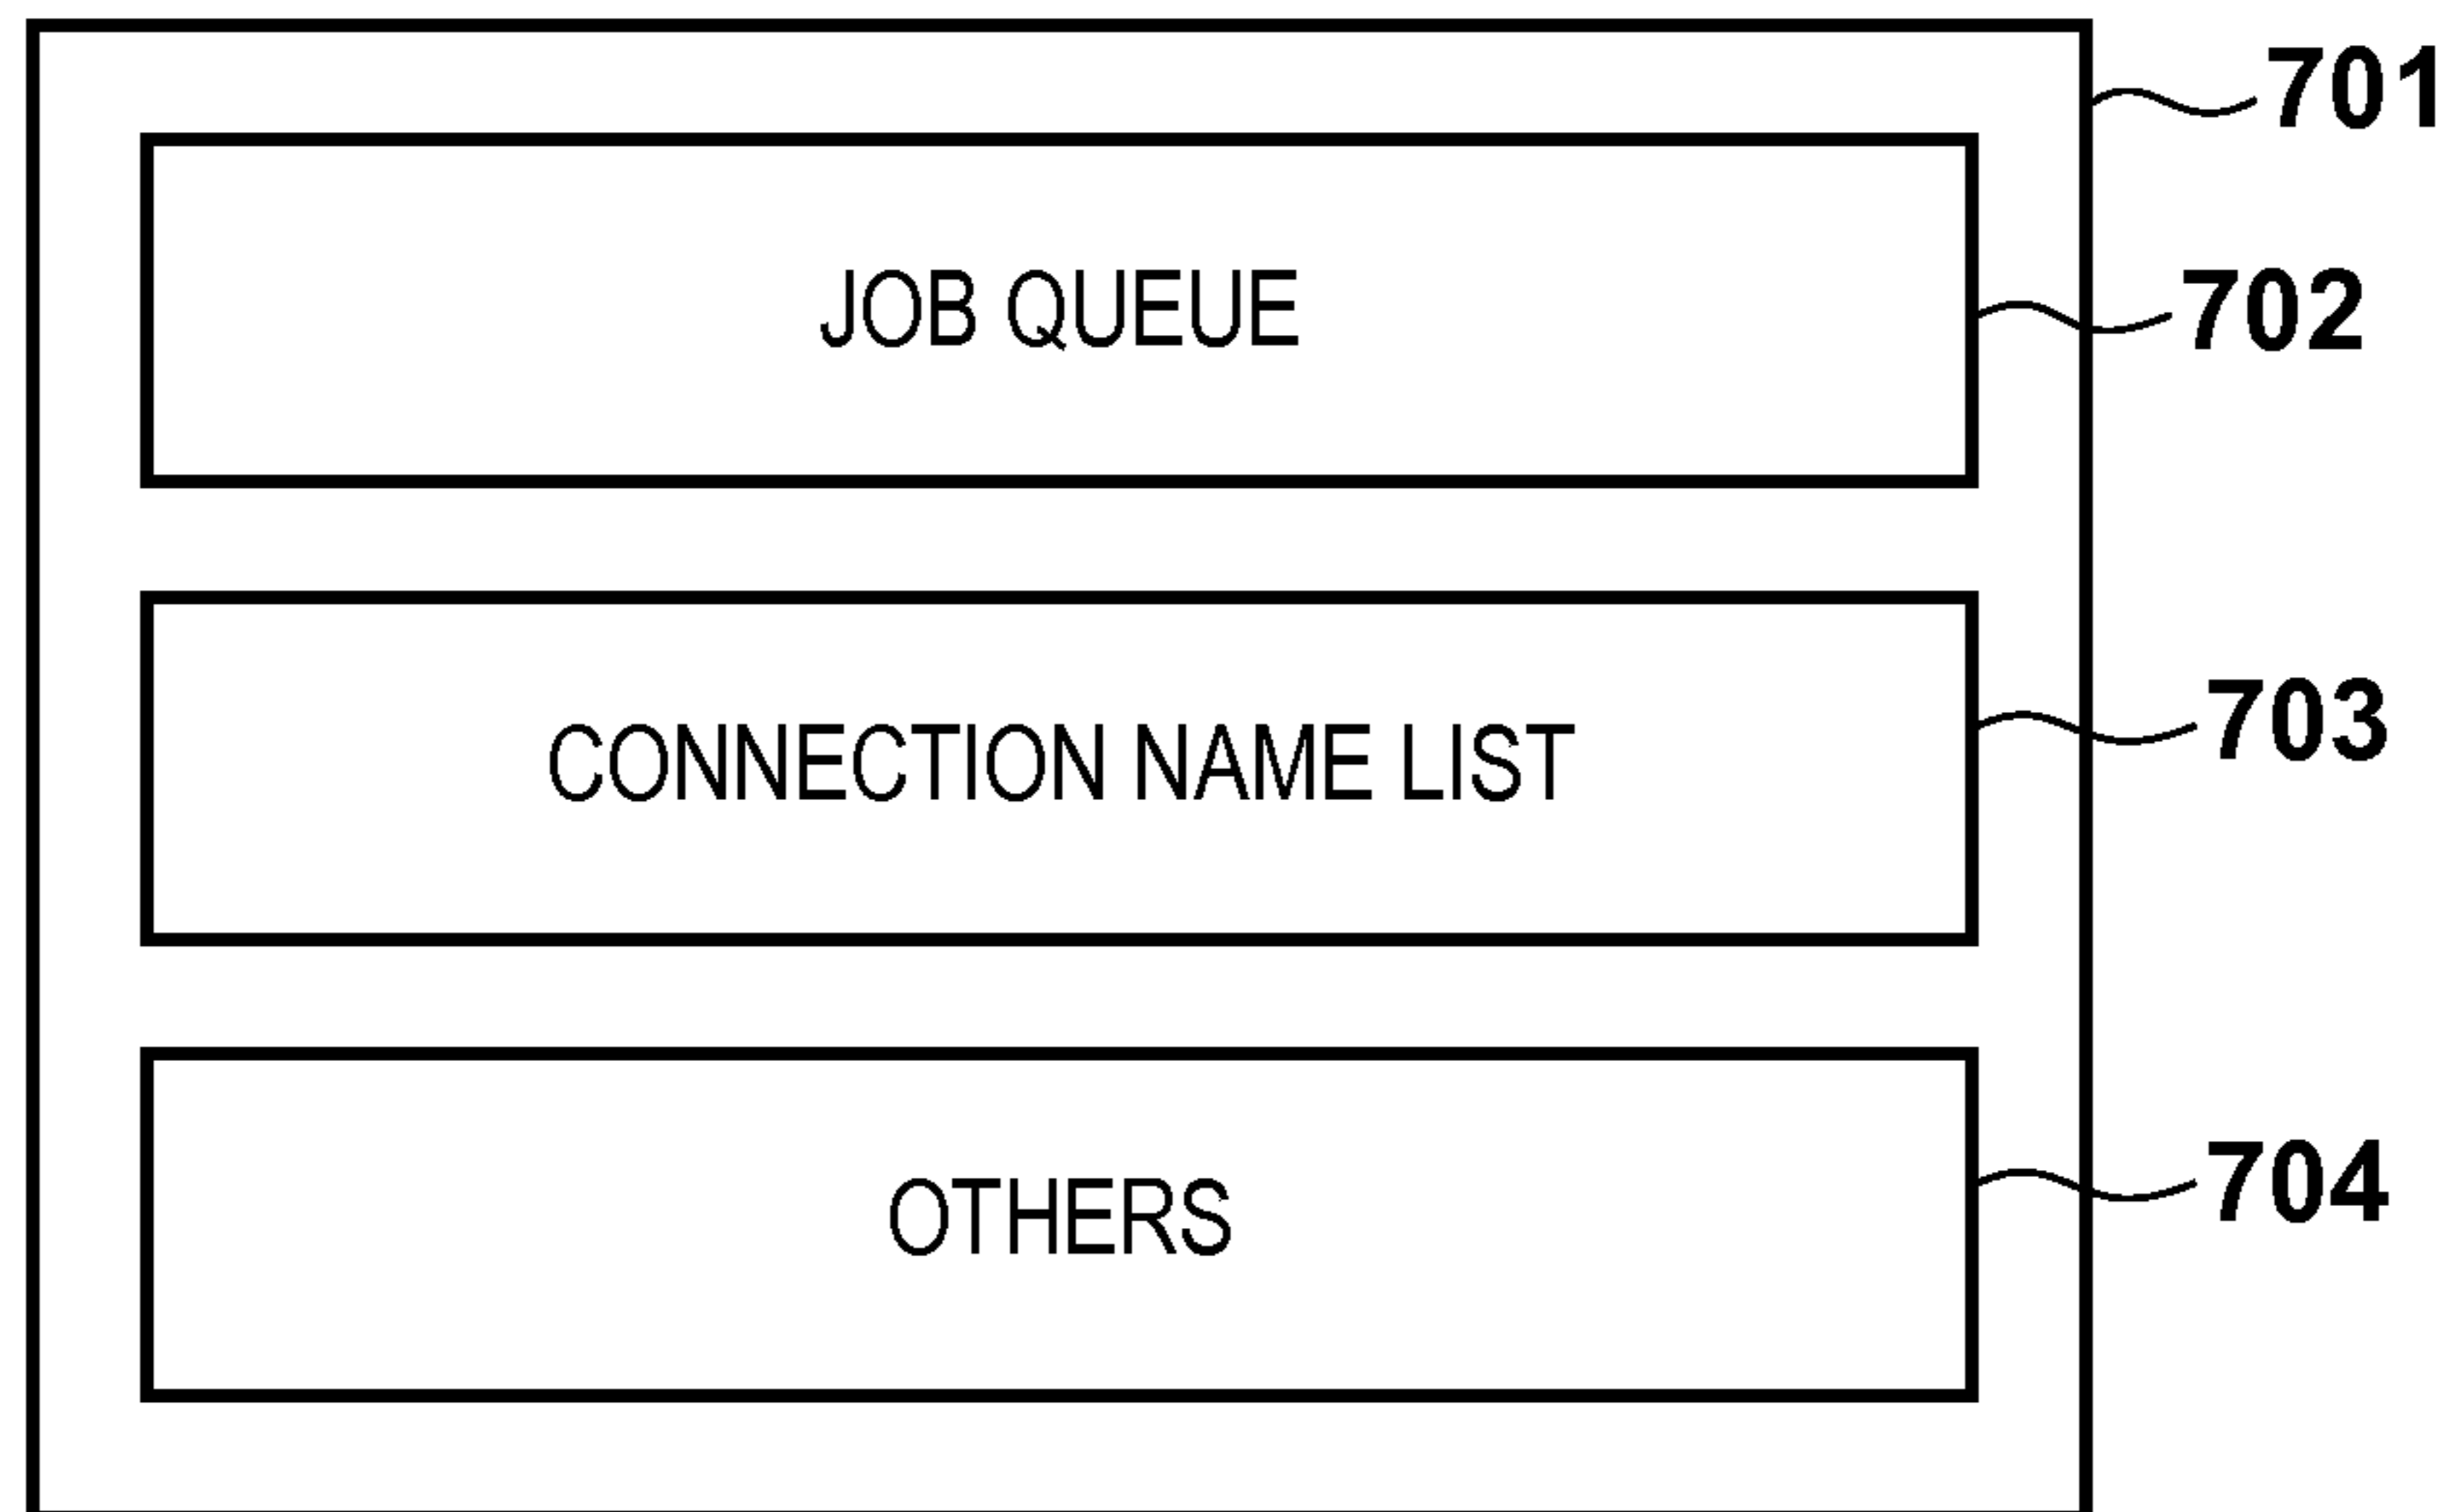 701
JOB QUEUE
702
CONNECTION NAME LIST
703
OTHERS
704